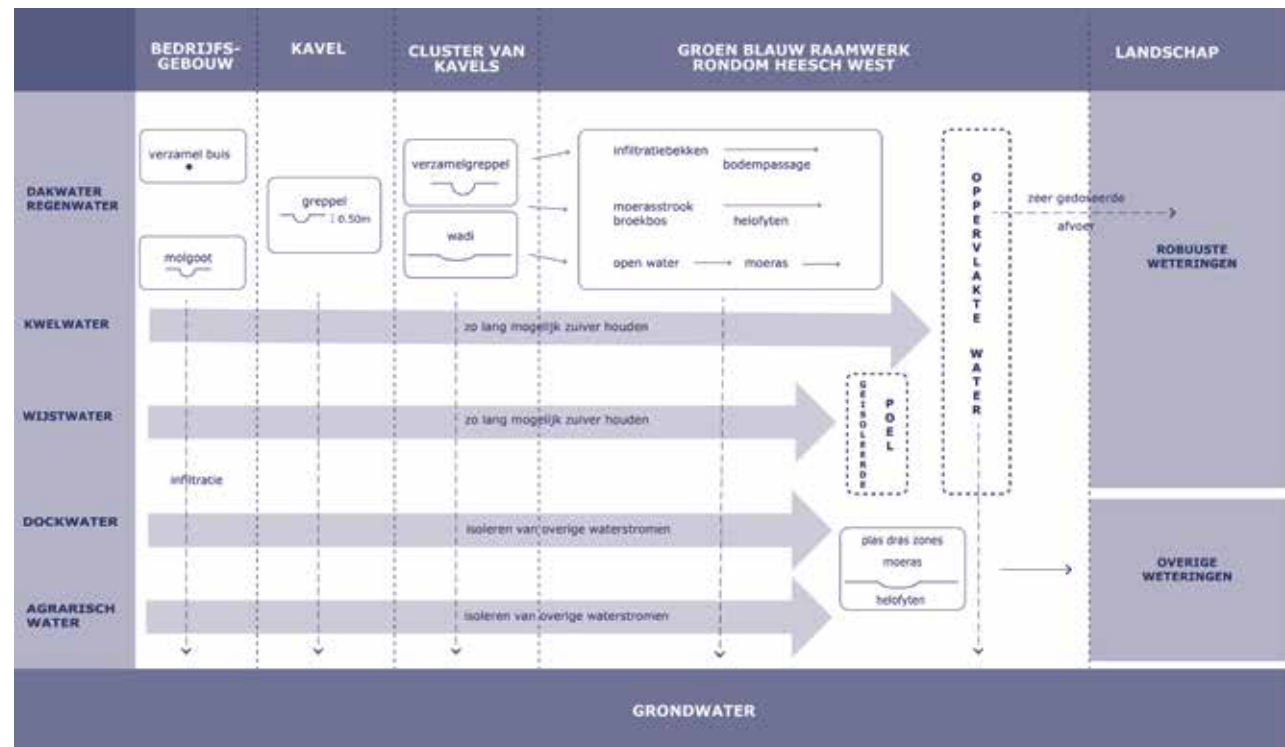 BEDRIJFS-
GEBOUW
KAVEL
CLUSTER VAN
KAVELS
GROEN BLAUW RAAMWERK
RONDOM HEESCH WEST
LANDSCHAP
DAKWATER
REGENWATER
verzamel buis
molgoot
greppel
0.50m
verzamelgreppel
wadi
infiltratiebekken
bodempassage
moerasstrook
broekbos
helofyten
open water
moeras
OPPERVLAKTE WATER
zeer gedoseerde
afvoer
ROBUUSTE
WETERINGEN
KWELWATER
zo lang mogelijk zuiver houden
WIJSTWATER
zo lang mogelijk zuiver houden
GEISOLEERDE
POEL
infiltratie
DOCKWATER
isoleren van overige waterstromen
plas dras zones
moeras
helofyten
OVERIGE
WETERINGEN
AGRARISCH
WATER
isoleren van overige waterstromen
GRONDWATER